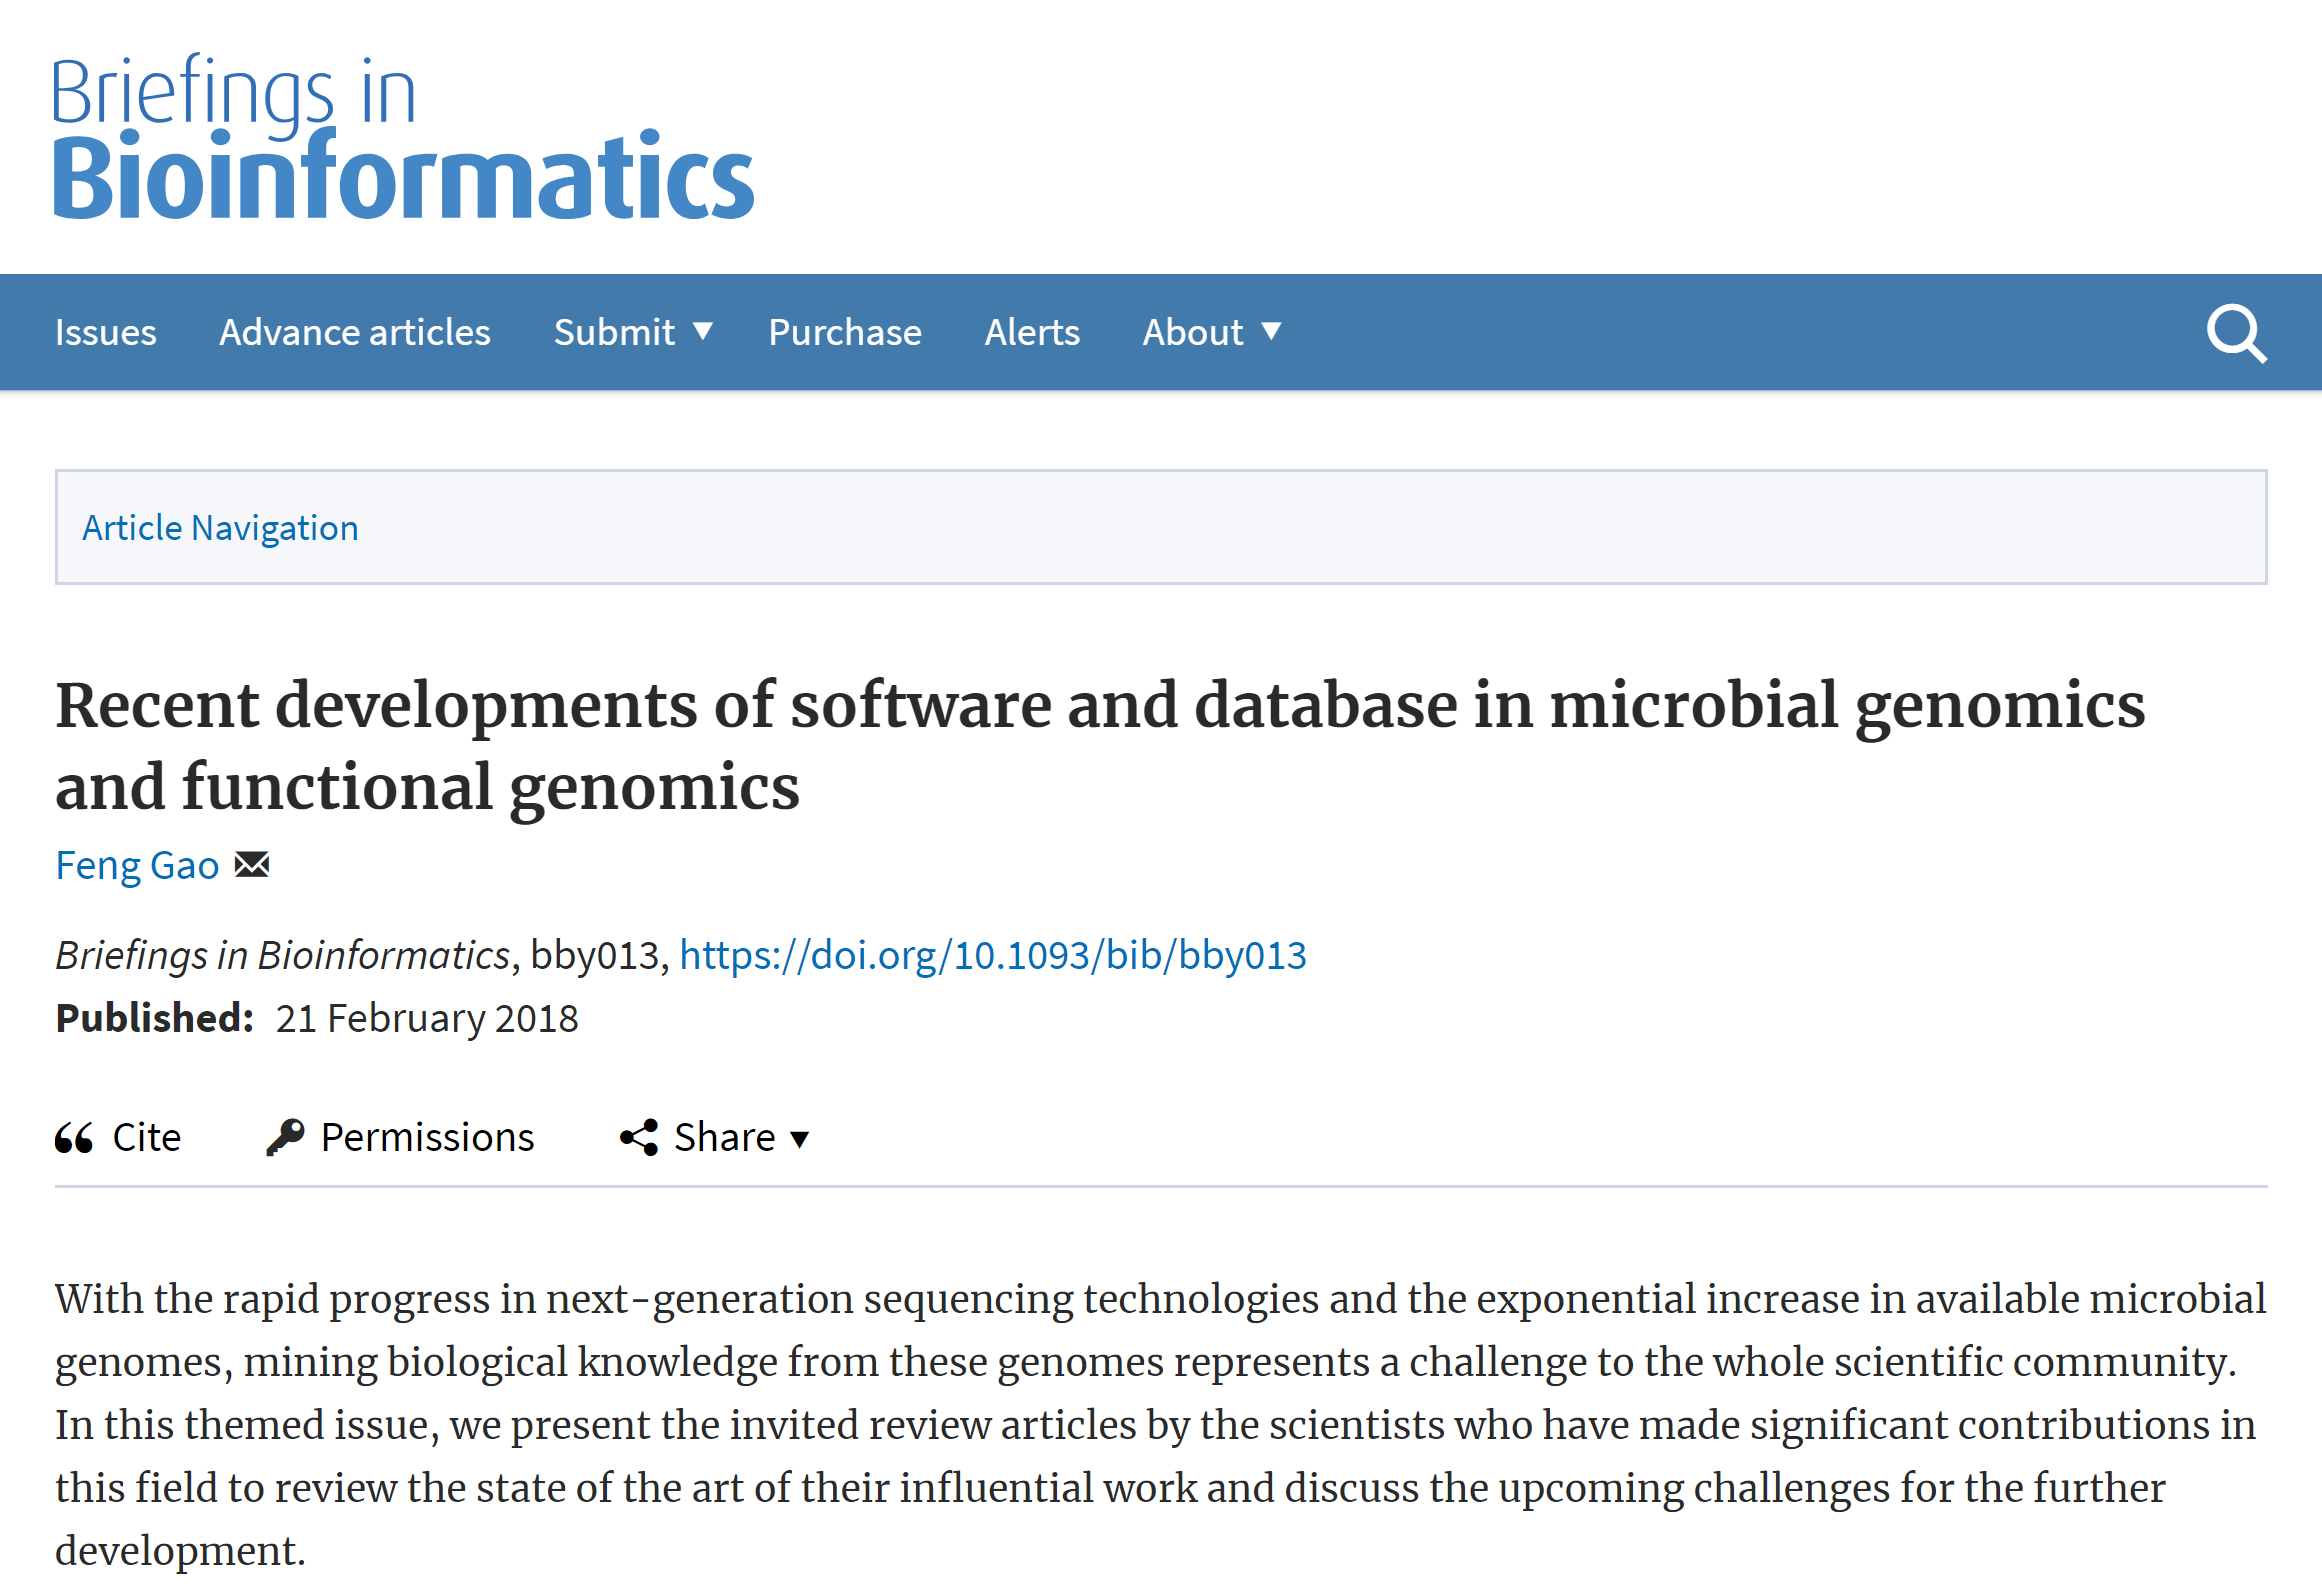 Briefings in
Bioinformatics
Issues Advance articles Submit ▼ Purchase Alerts About ▼
Article Navigation
Recent developments of software and database in microbial genomics
and functional genomics
Feng Gao
Briefings in Bioinformatics, bby013, https://doi.org/10.1093/bib/bby013
Published: 21 February 2018
Cite Permissions Share ▼
With the rapid progress in next-generation sequencing technologies and the exponential increase in available microbial
genomes, mining biological knowledge from these genomes represents a challenge to the whole scientific community.
In this themed issue, we present the invited review articles by the scientists who have made significant contributions in
this field to review the state of the art of their influential work and discuss the upcoming challenges for the further
development.